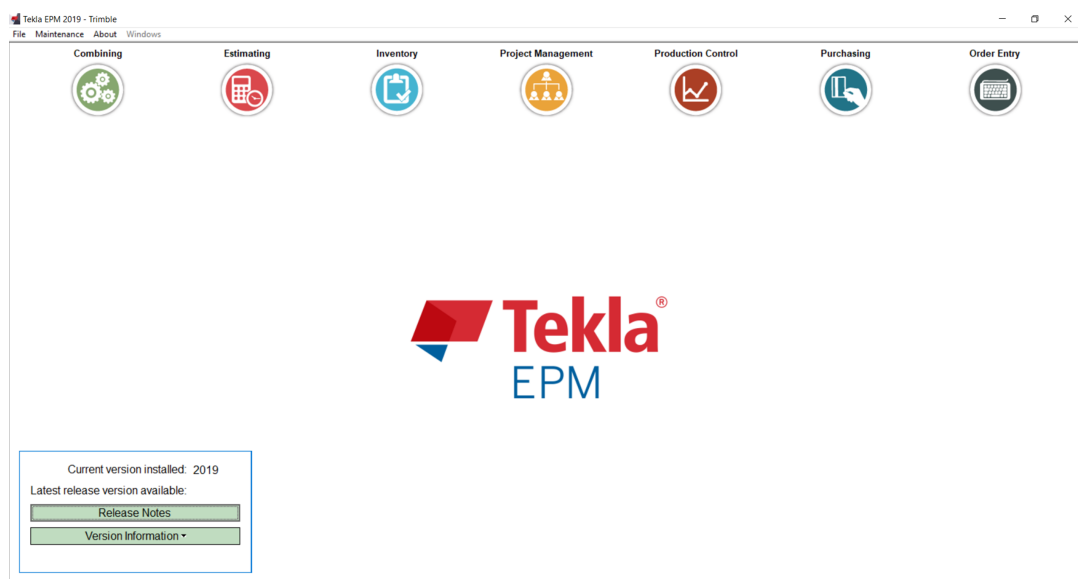 Tekla EPM 2019 - Trimble
File Maintenance About Windows
Combining Estimating Inventory Project Management Production Control Purchasing Order Entry
Tekla®
EPM
Current version installed: 2019
Latest release version available:
Release Notes
Version Information